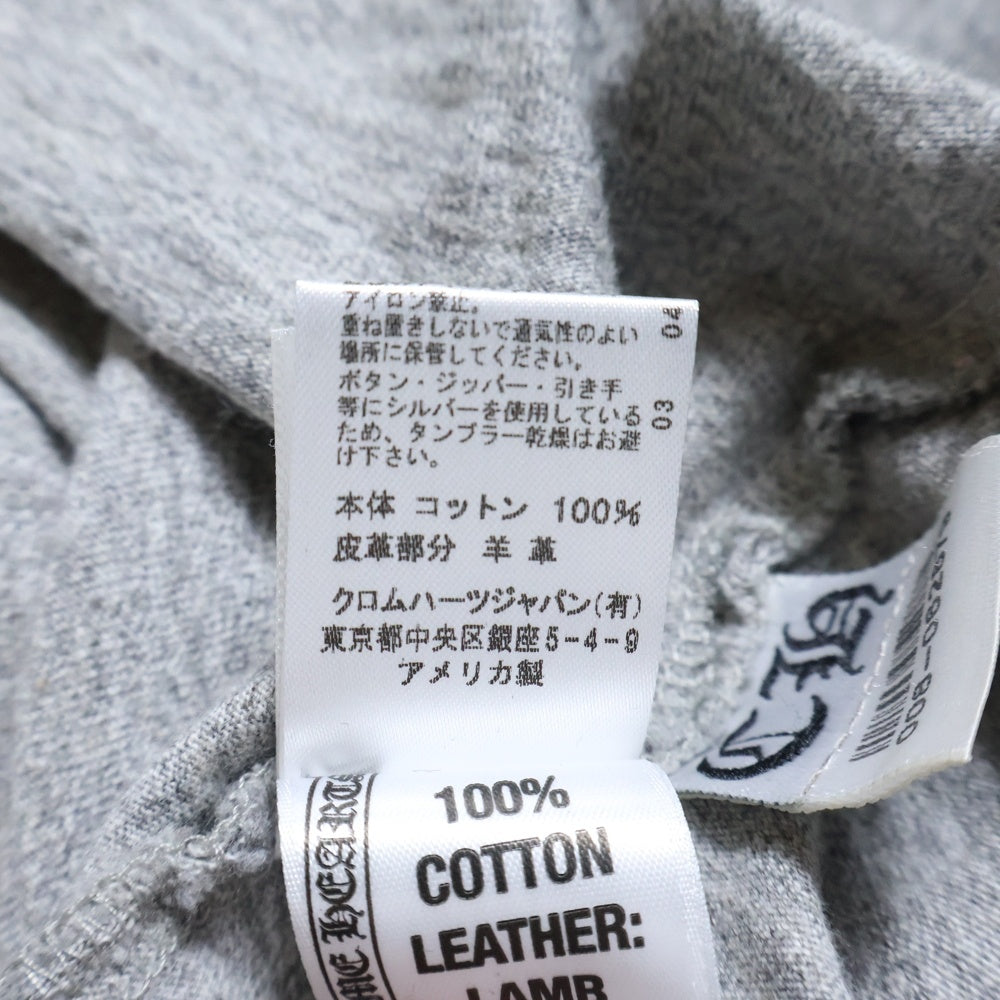 アイロン禁止。
重ね置きしないで通気性のよい
場所に保管してください。
ボタン・ジッパー・引き手
等にシルバーを使用している
ため、タンブラー乾燥はお避
け下さい。
04
03
本体 コットン 100%
皮革部分 羊革
クロムハーツジャパン(有)
東京都中央区銀座5-4-9
アメリカ製
100%
COTTON
LEATHER:
LAMB
HEARTS
CH